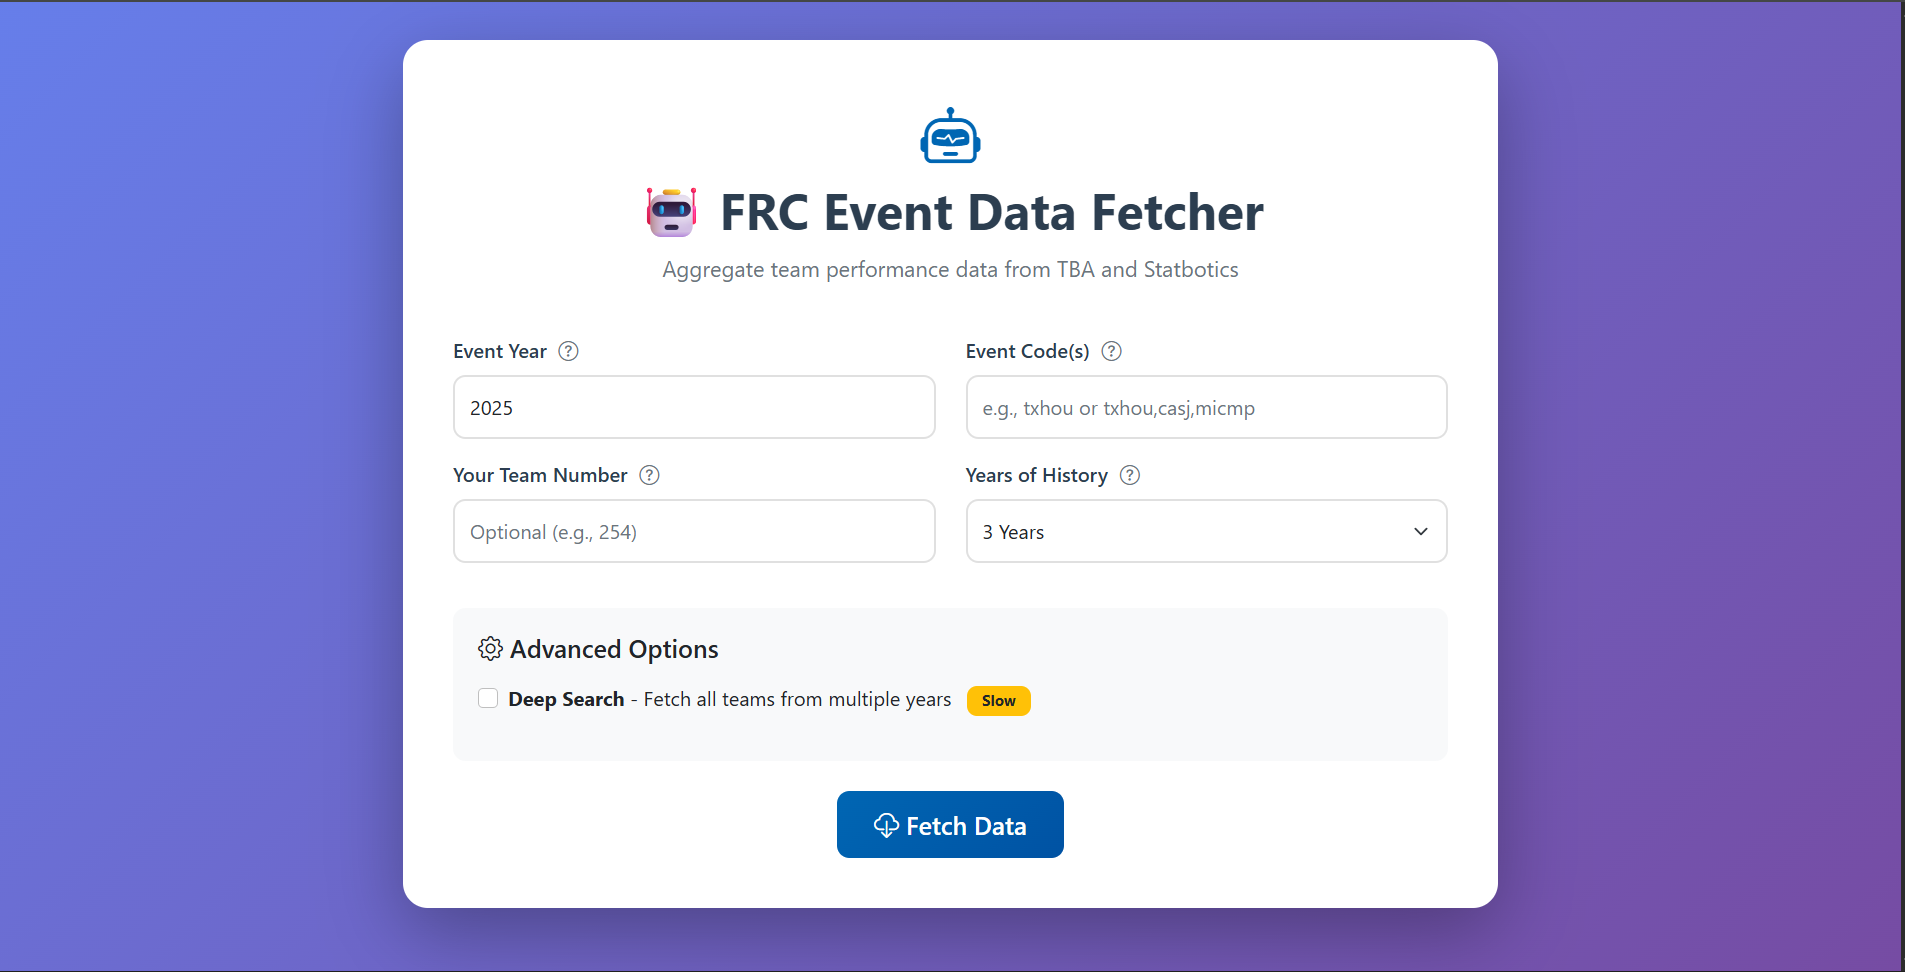 FRC Event Data Fetcher
Aggregate team performance data from TBA and Statbotics
Event Year
2025
Event Code(s)
e.g., txhou or txhou,casj,micmp
Your Team Number
Optional (e.g., 254)
Years of History
3 Years
Advanced Options
Deep Search - Fetch all teams from multiple years Slow
Fetch Data